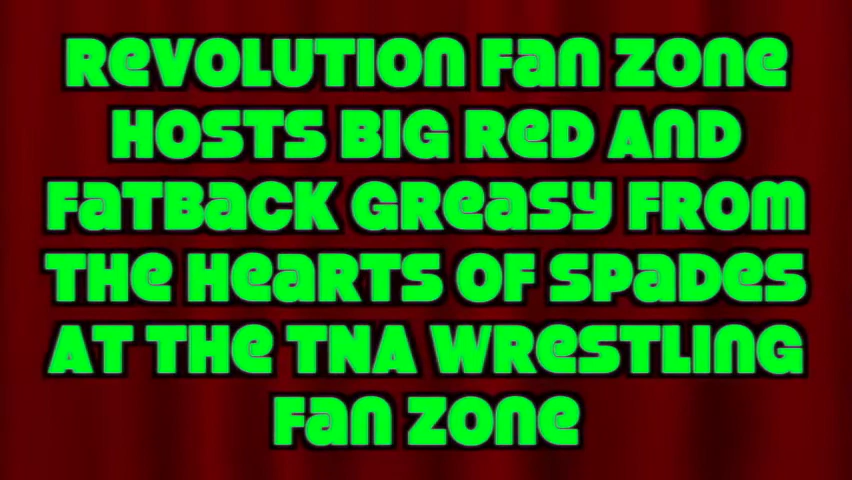 REVOLUTION FAN ZONE
HOSTS BIG RED AND
FATBACK GREASY FROM
THE HEARTS OF SPADES
AT THE TNA WRESTLING
FAN ZONE